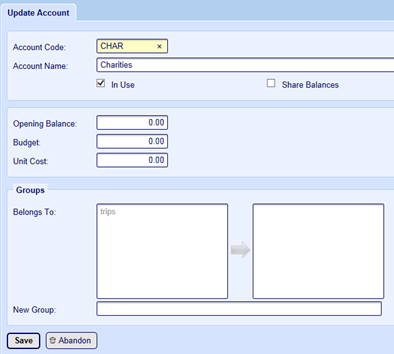 Update Account
Account Code: CHAR ×
Account Name: Charities
In Use Share Balances
Opening Balance: 0.00
Budget: 0.00
Unit Cost: 0.00
Groups
Belongs To: trips
New Group:
Save Abandon